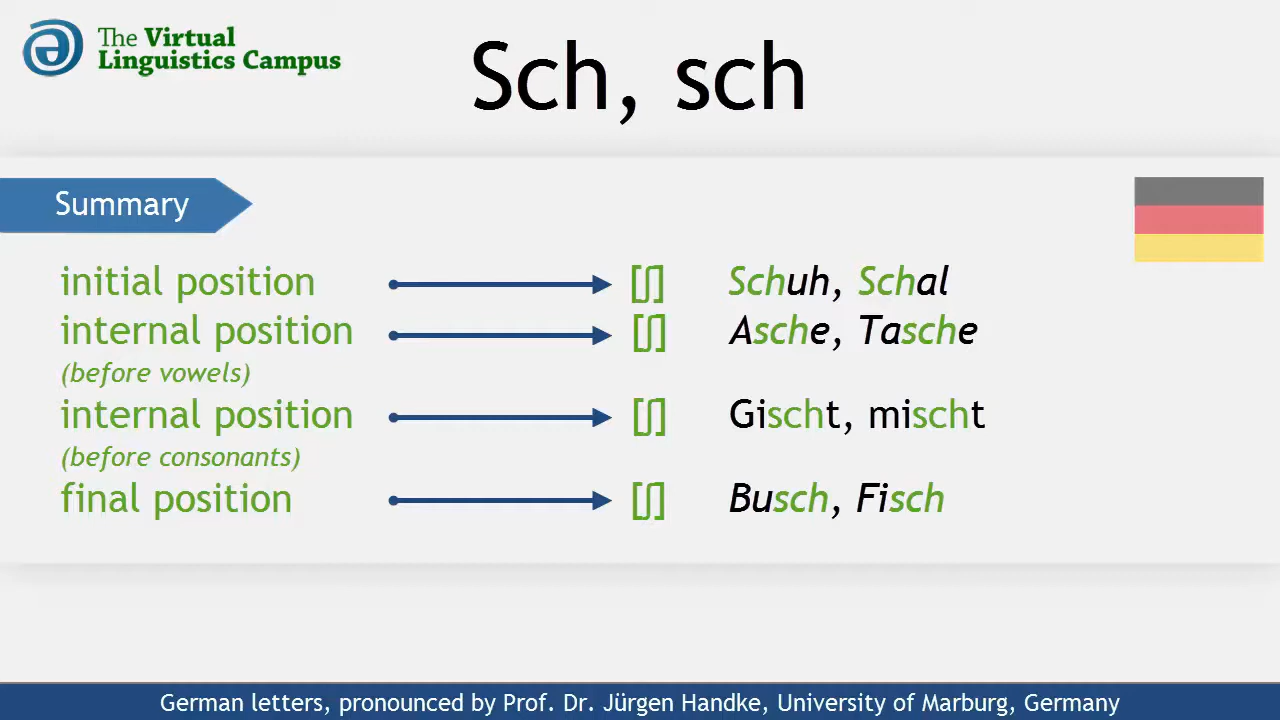 The Virtual
Linguistics Campus
Sch, sch
Summary
initial position [ʃ] Schuh, Schal
internal position [ʃ] Asche, Tasche
(before vowels)
internal position [ʃ] Gischt, mischt
(before consonants)
final position [ʃ] Busch, Fisch
German letters, pronounced by Prof. Dr. Jürgen Handke, University of Marburg, Germany